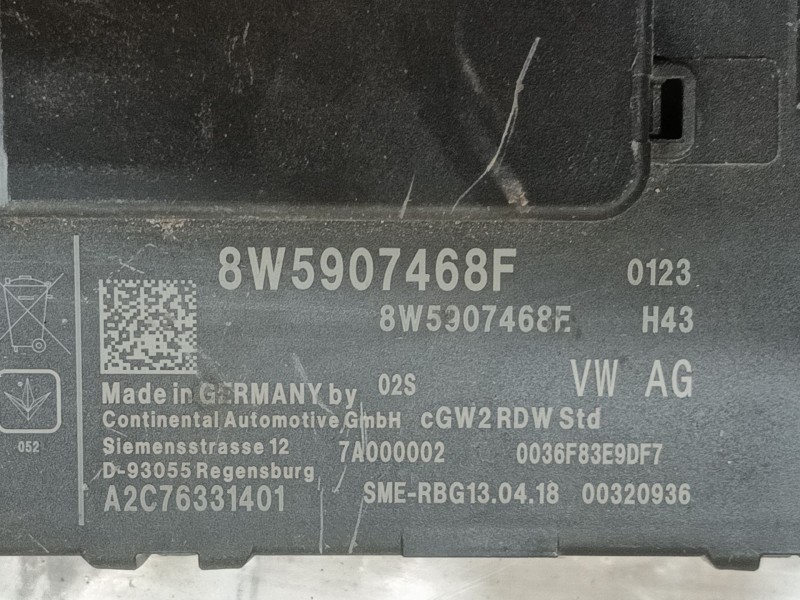 8W5907468F 0123
8W5907468E H43
02S VW AG
Made in GERMANY by
Continental Automotive GmbH cGW2 RDW Std
Siemensstrasse 12 7A000002 0036F83E9DF7
D-93055 Regensburg
A2C76331401 SME-RBG13.04.18 00320936
052